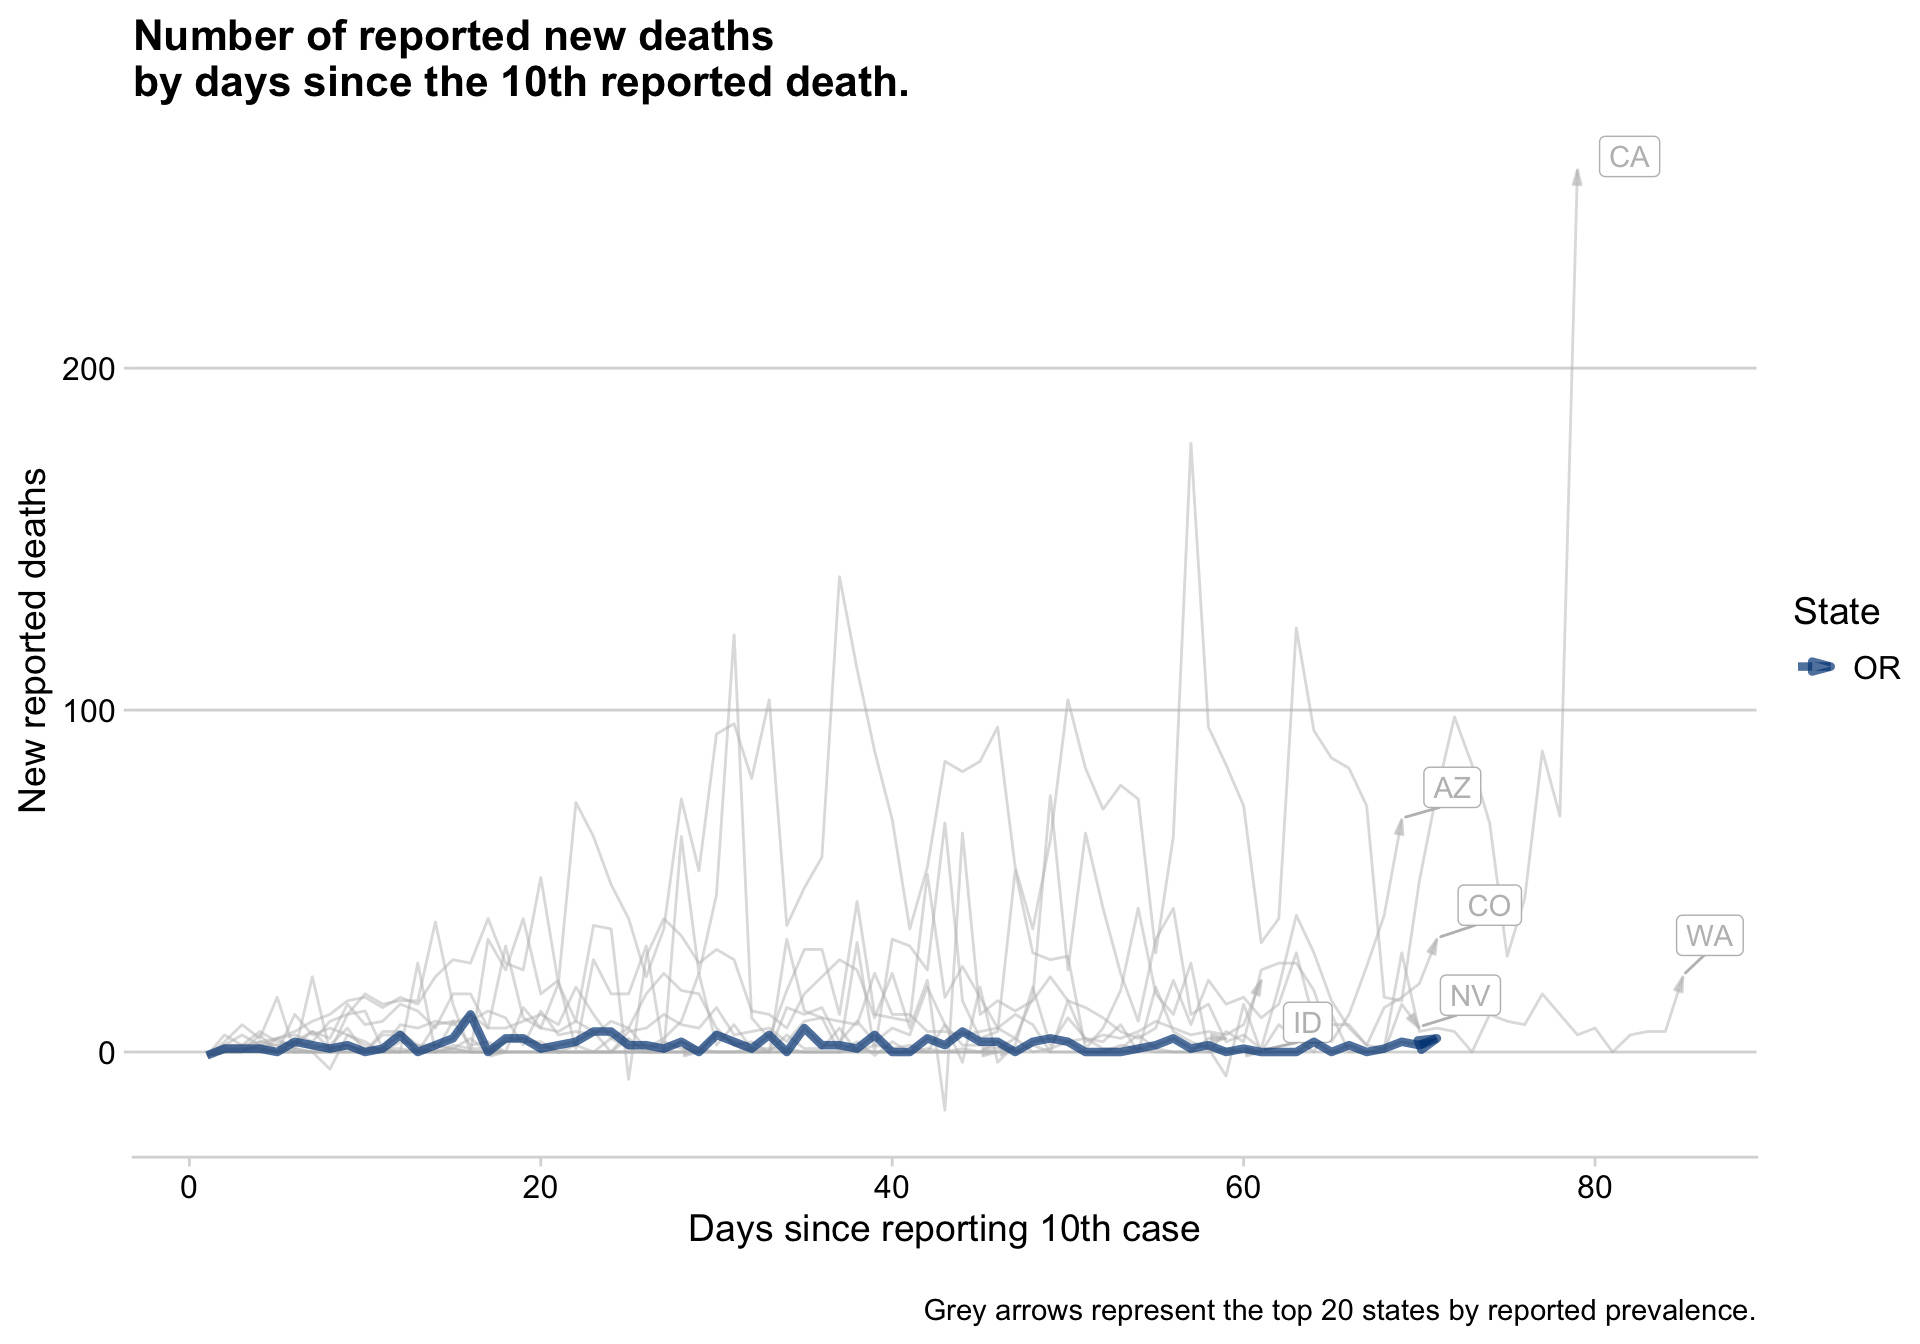 Number of reported new deaths
by days since the 10th reported death.
CA
200
New reported deaths
State
OR
100
AZ
CO
WA
NV
ID
0
0 20 40 60 80
Days since reporting 10th case
Grey arrows represent the top 20 states by reported prevalence.